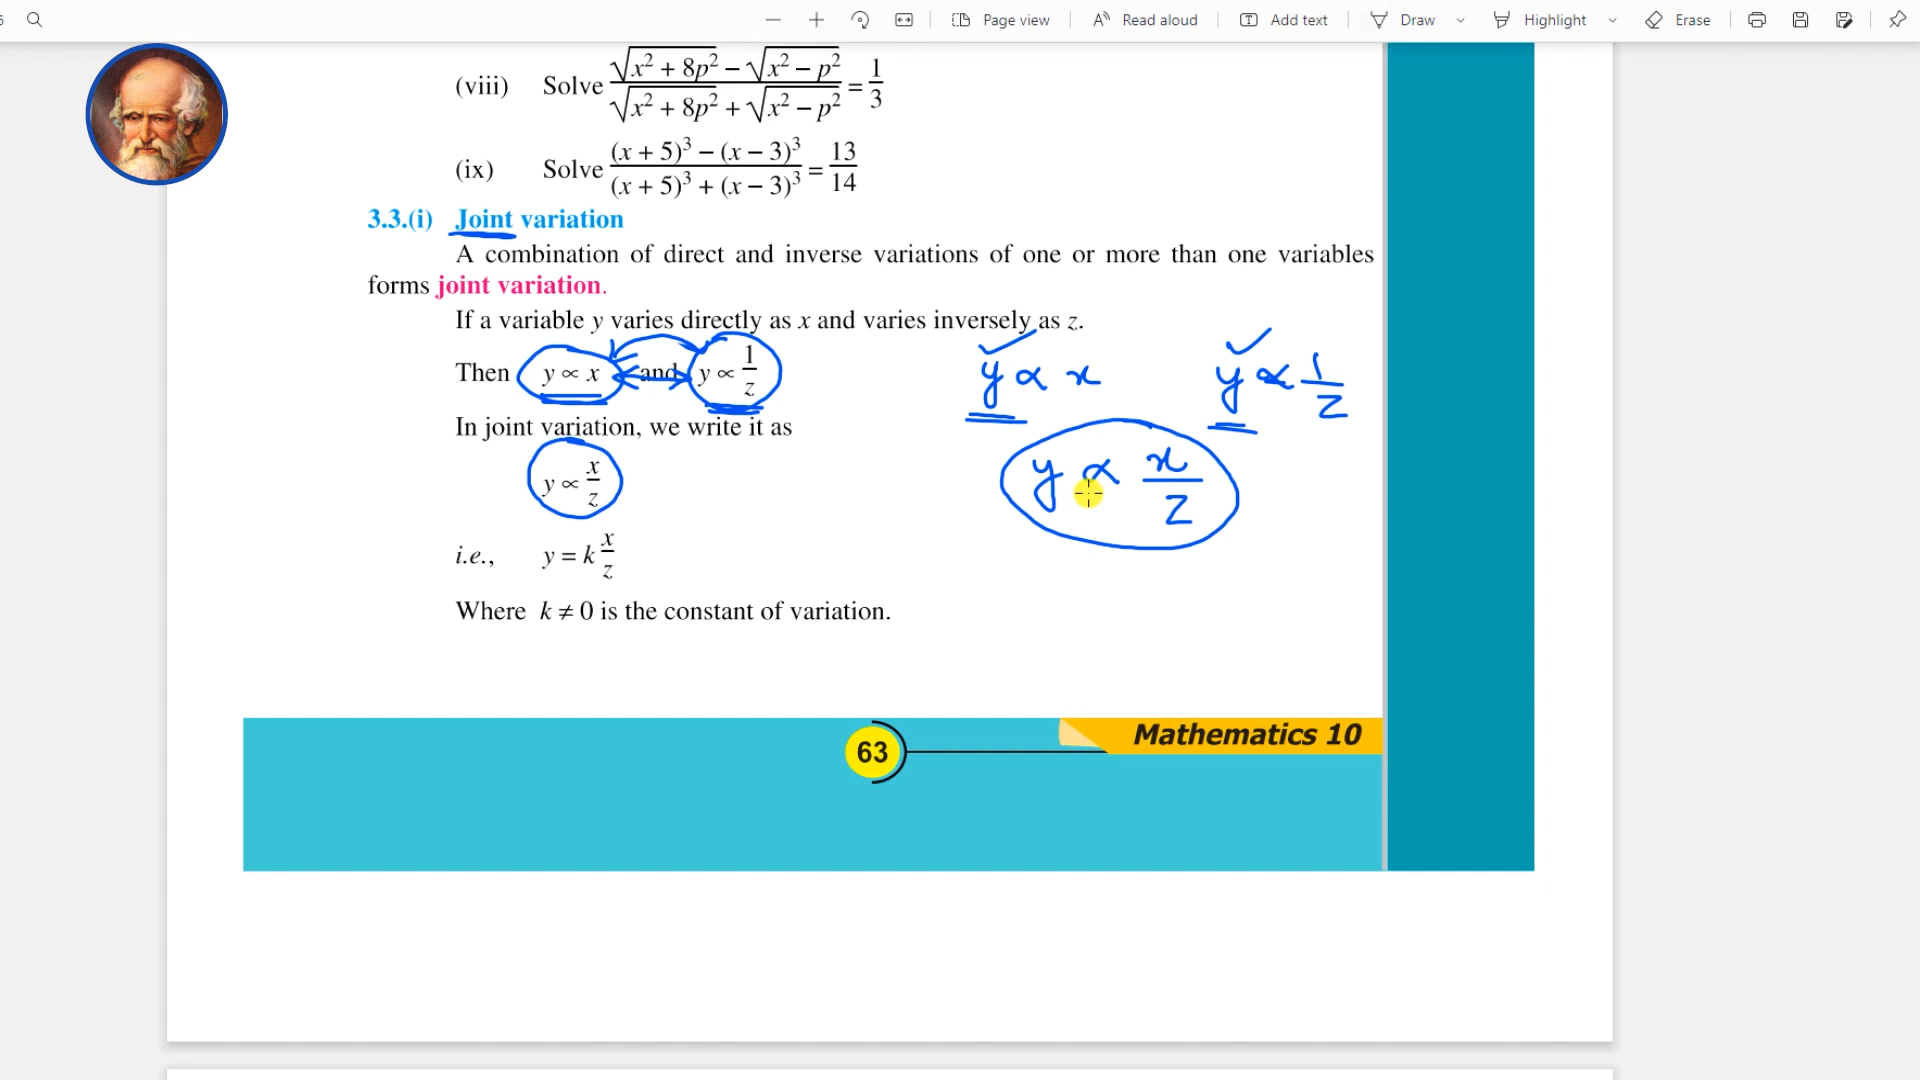 Page view Read aloud Add text Draw Highlight Erase
(viii) Solve (√(x² + 8p²) − √(x² − p²)) / (√(x² + 8p²) + √(x² − p²)) = 1/3
(ix) Solve ((x + 5)³ − (x − 3)³) / ((x + 5)³ + (x − 3)³) = 13/14
3.3.(i) Joint variation
A combination of direct and inverse variations of one or more than one variables
forms joint variation.
If a variable y varies directly as x and varies inversely as z.
Then y ∝ x and y ∝ 1/z
y ∝ x y ∝ 1/z
In joint variation, we write it as
y ∝ x/z
y ∝ x/z
i.e., y = k x/z
Where k ≠ 0 is the constant of variation.
63
Mathematics 10